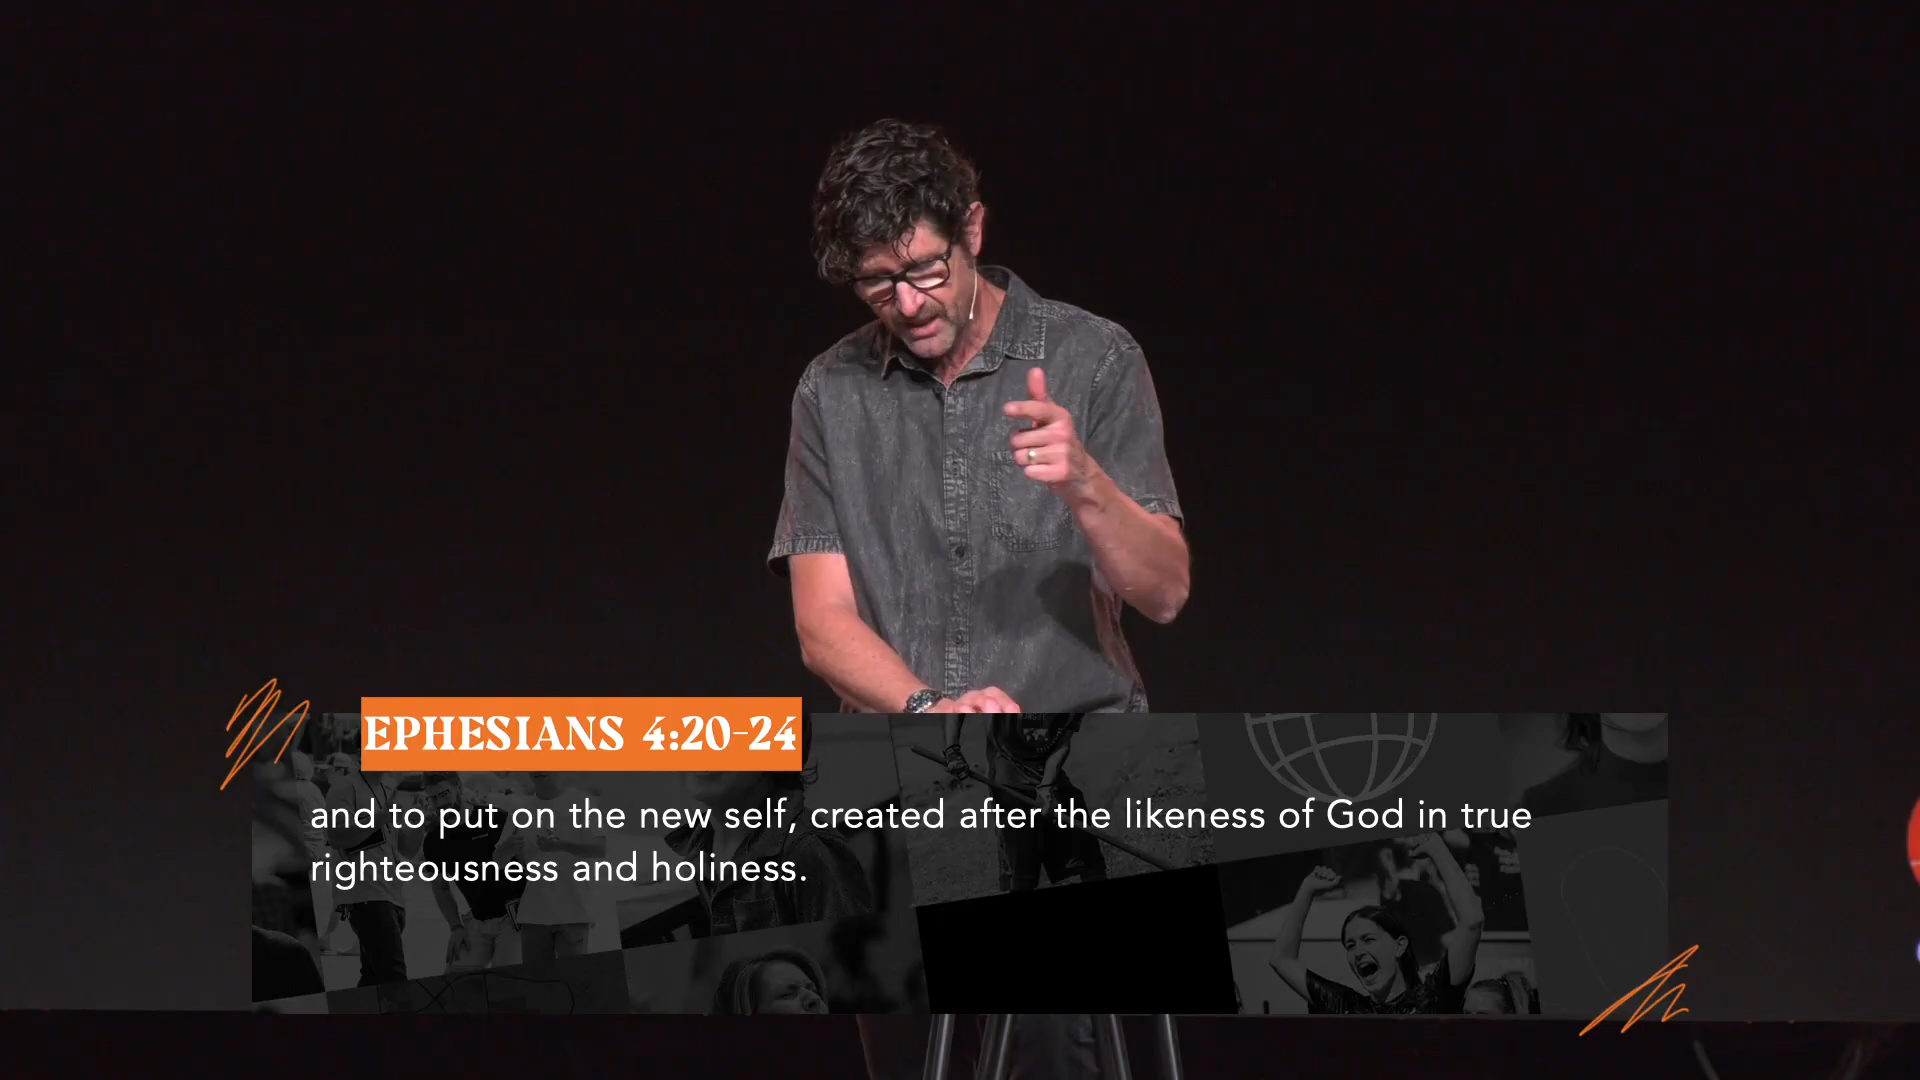 EPHESIANS 4:20-24
and to put on the new self, created after the likeness of God in true
righteousness and holiness.